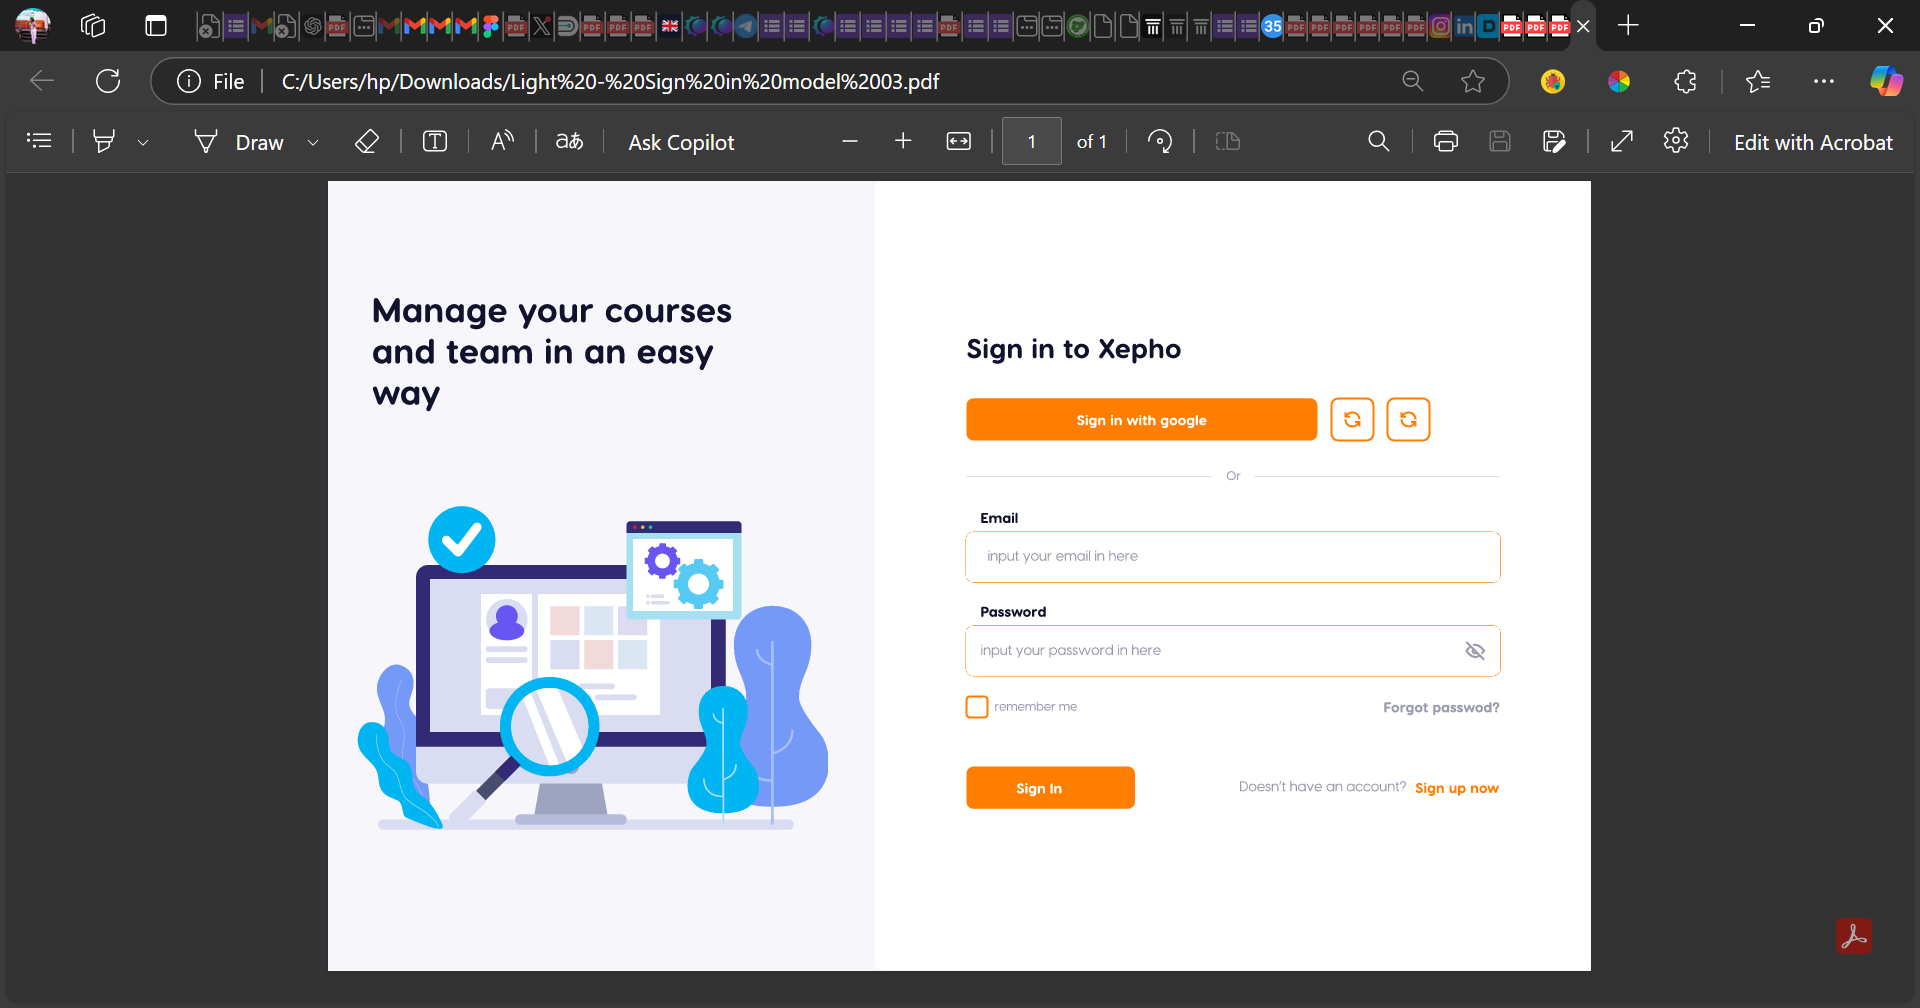 35
File
C:/Users/hp/Downloads/Light%20-%20Sign%20in%20model%2003.pdf
Draw
Ask Copilot
1
of 1
Edit with Acrobat
Manage your courses
and team in an easy
way
Sign in to Xepho
Sign in with google
Or
Email
input your email in here
Password
input your password in here
remember me
Forgot passwod?
Sign In
Doesn't have an account? Sign up now